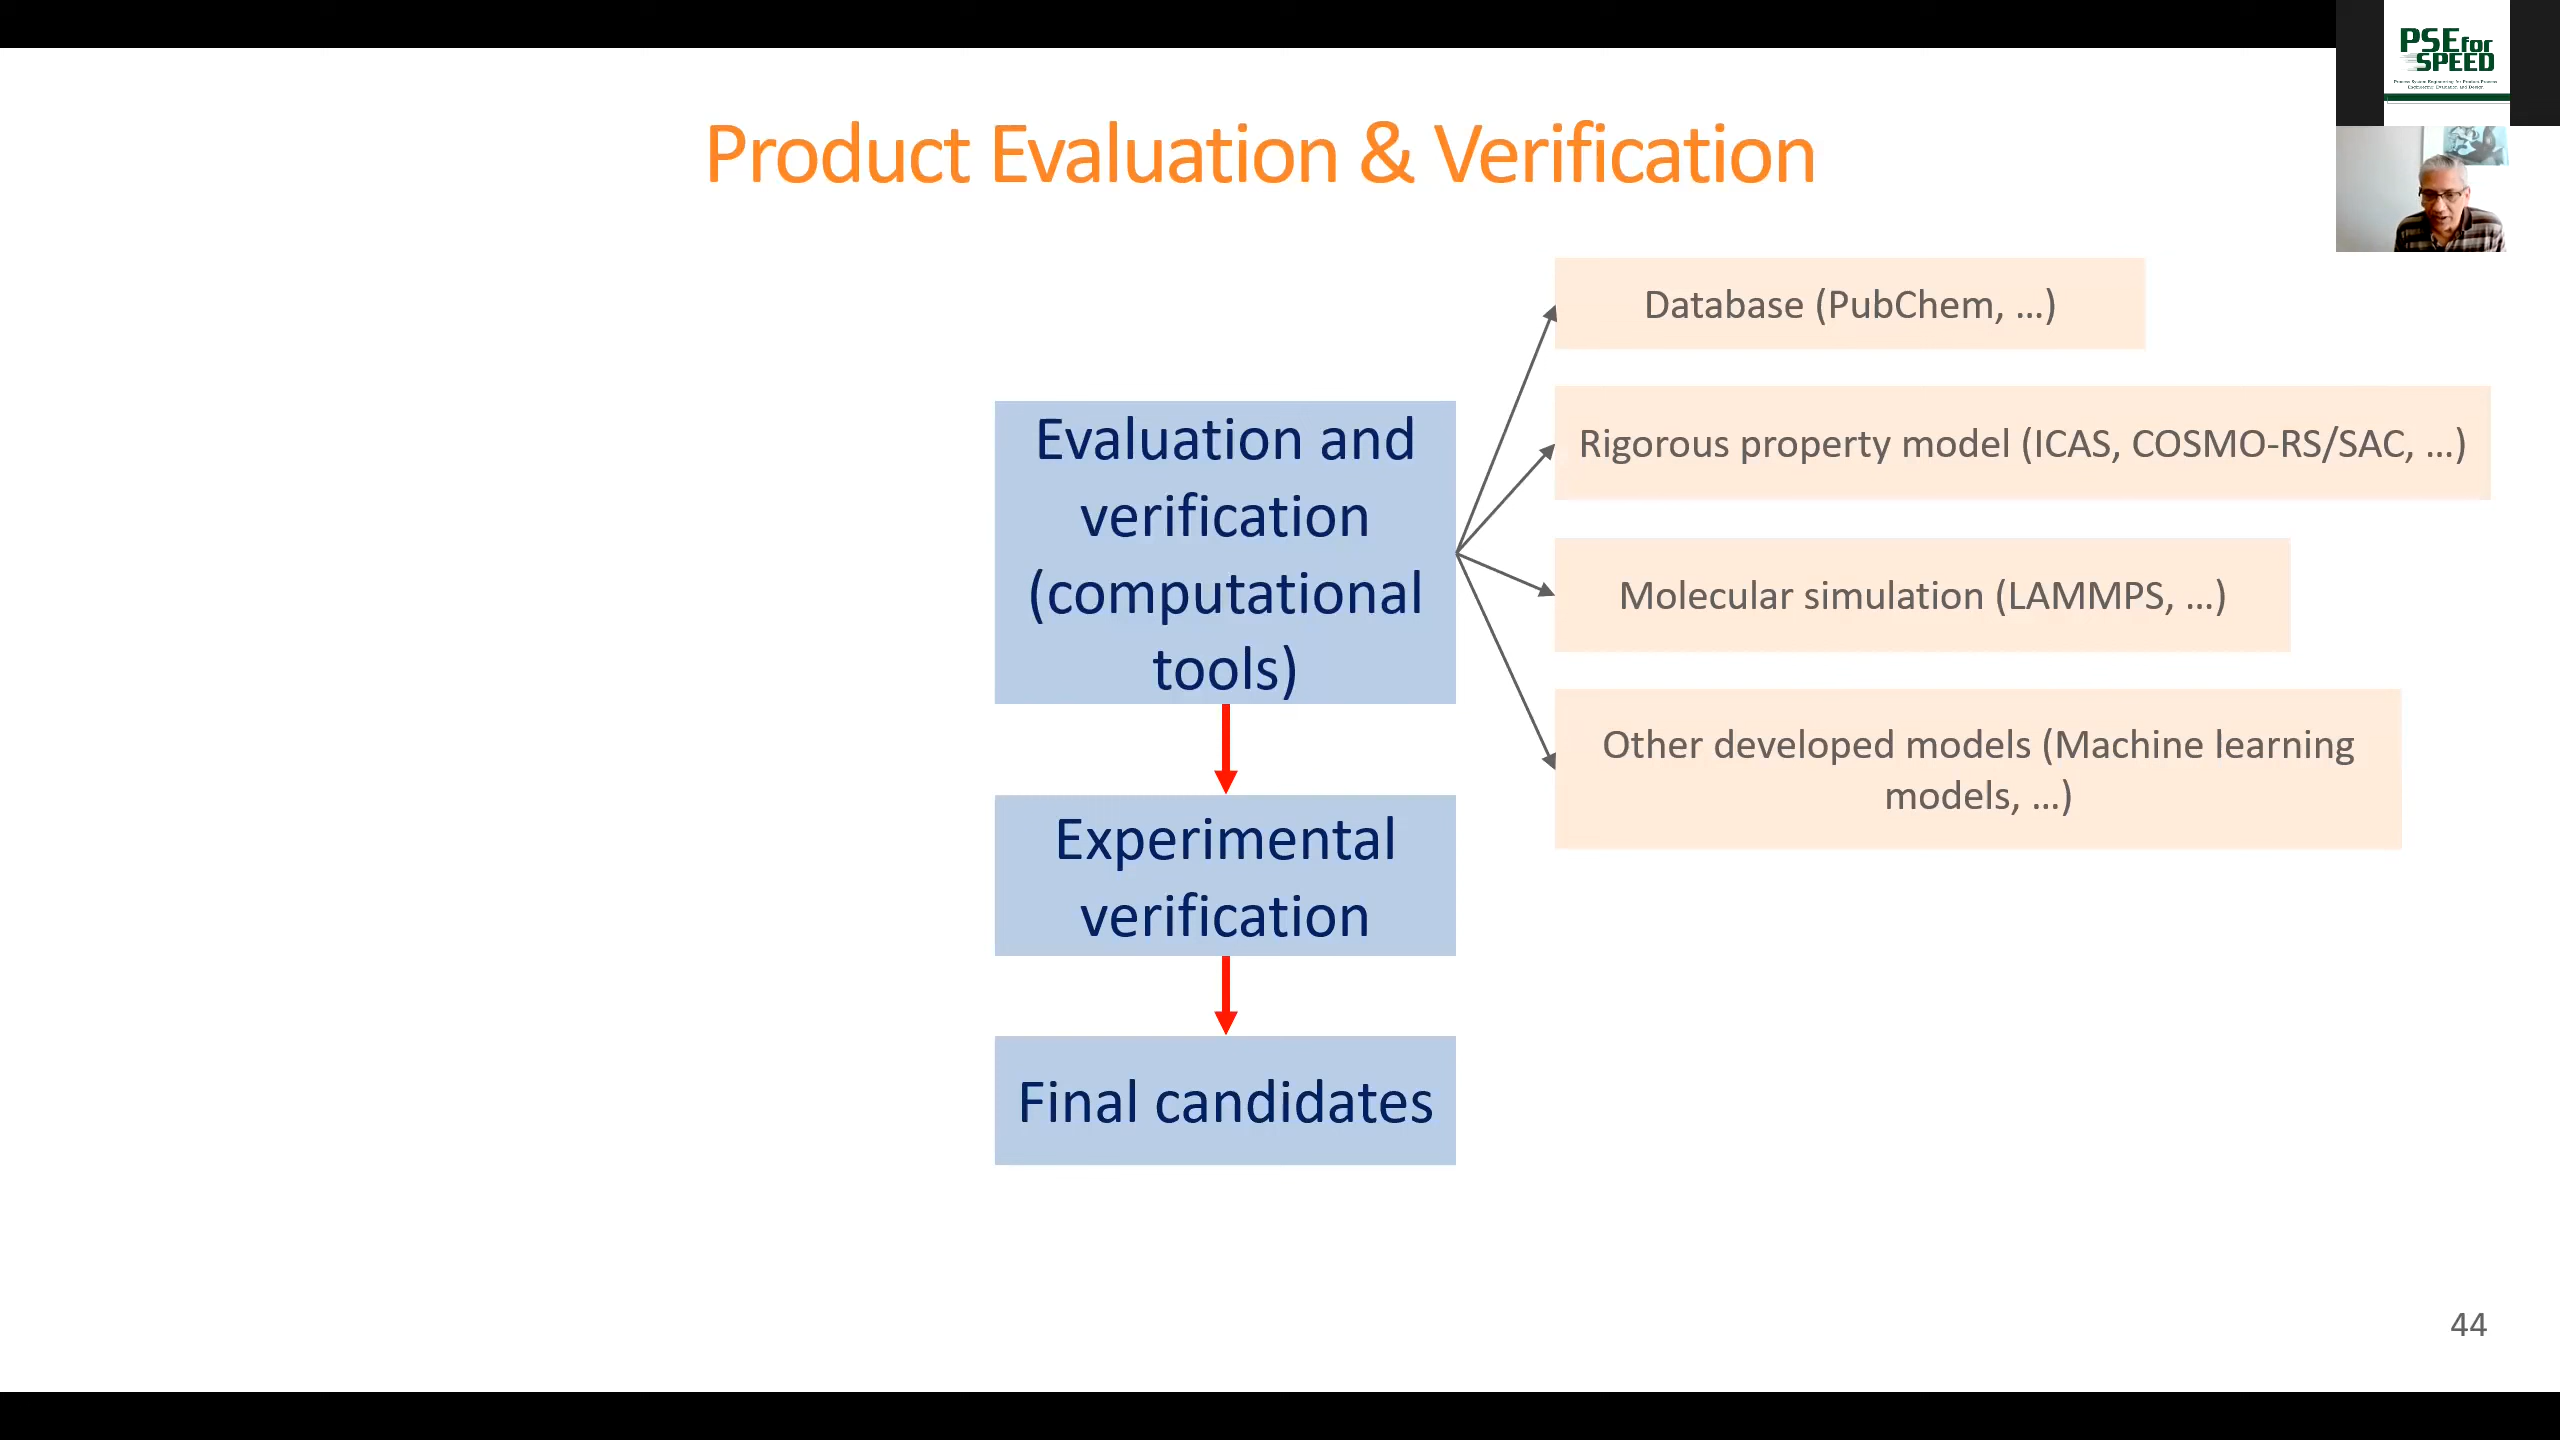 PSE for
SPEED
Product Evaluation & Verification
Database (PubChem, ...)
Rigorous property model (ICAS, COSMO-RS/SAC, ...)
Molecular simulation (LAMMPS, ...)
Other developed models (Machine learning
models, ...)
Evaluation and
verification
(computational
tools)
Experimental
verification
Final candidates
44